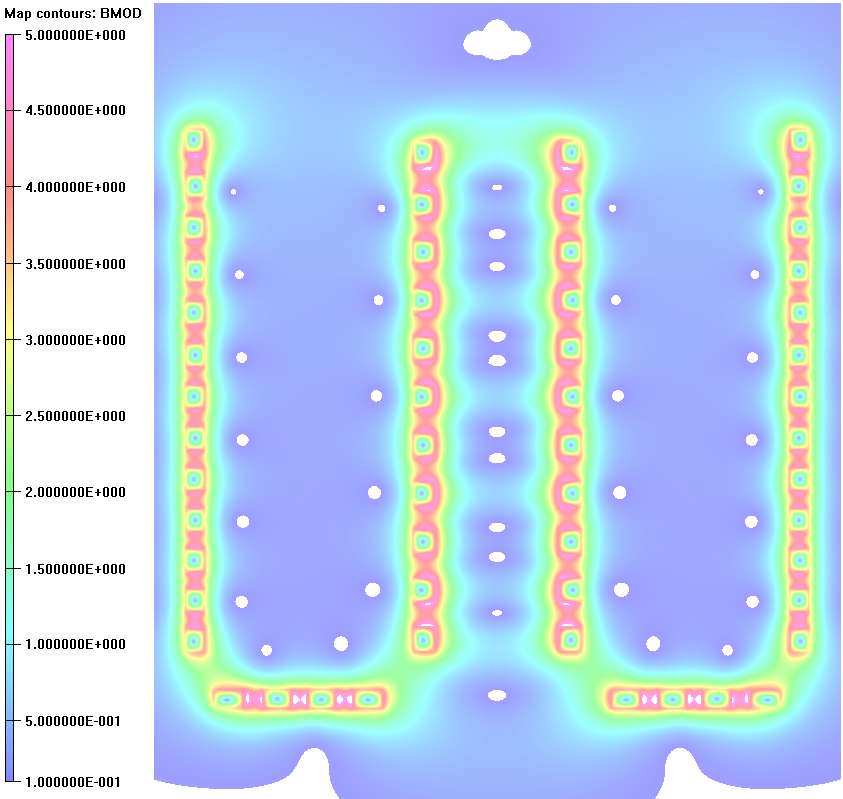 Map contours: BMOD
5.000000E+000
4.500000E+000
4.000000E+000
3.500000E+000
3.000000E+000
2.500000E+000
2.000000E+000
1.500000E+000
1.000000E+000
5.000000E-001
1.000000E-001